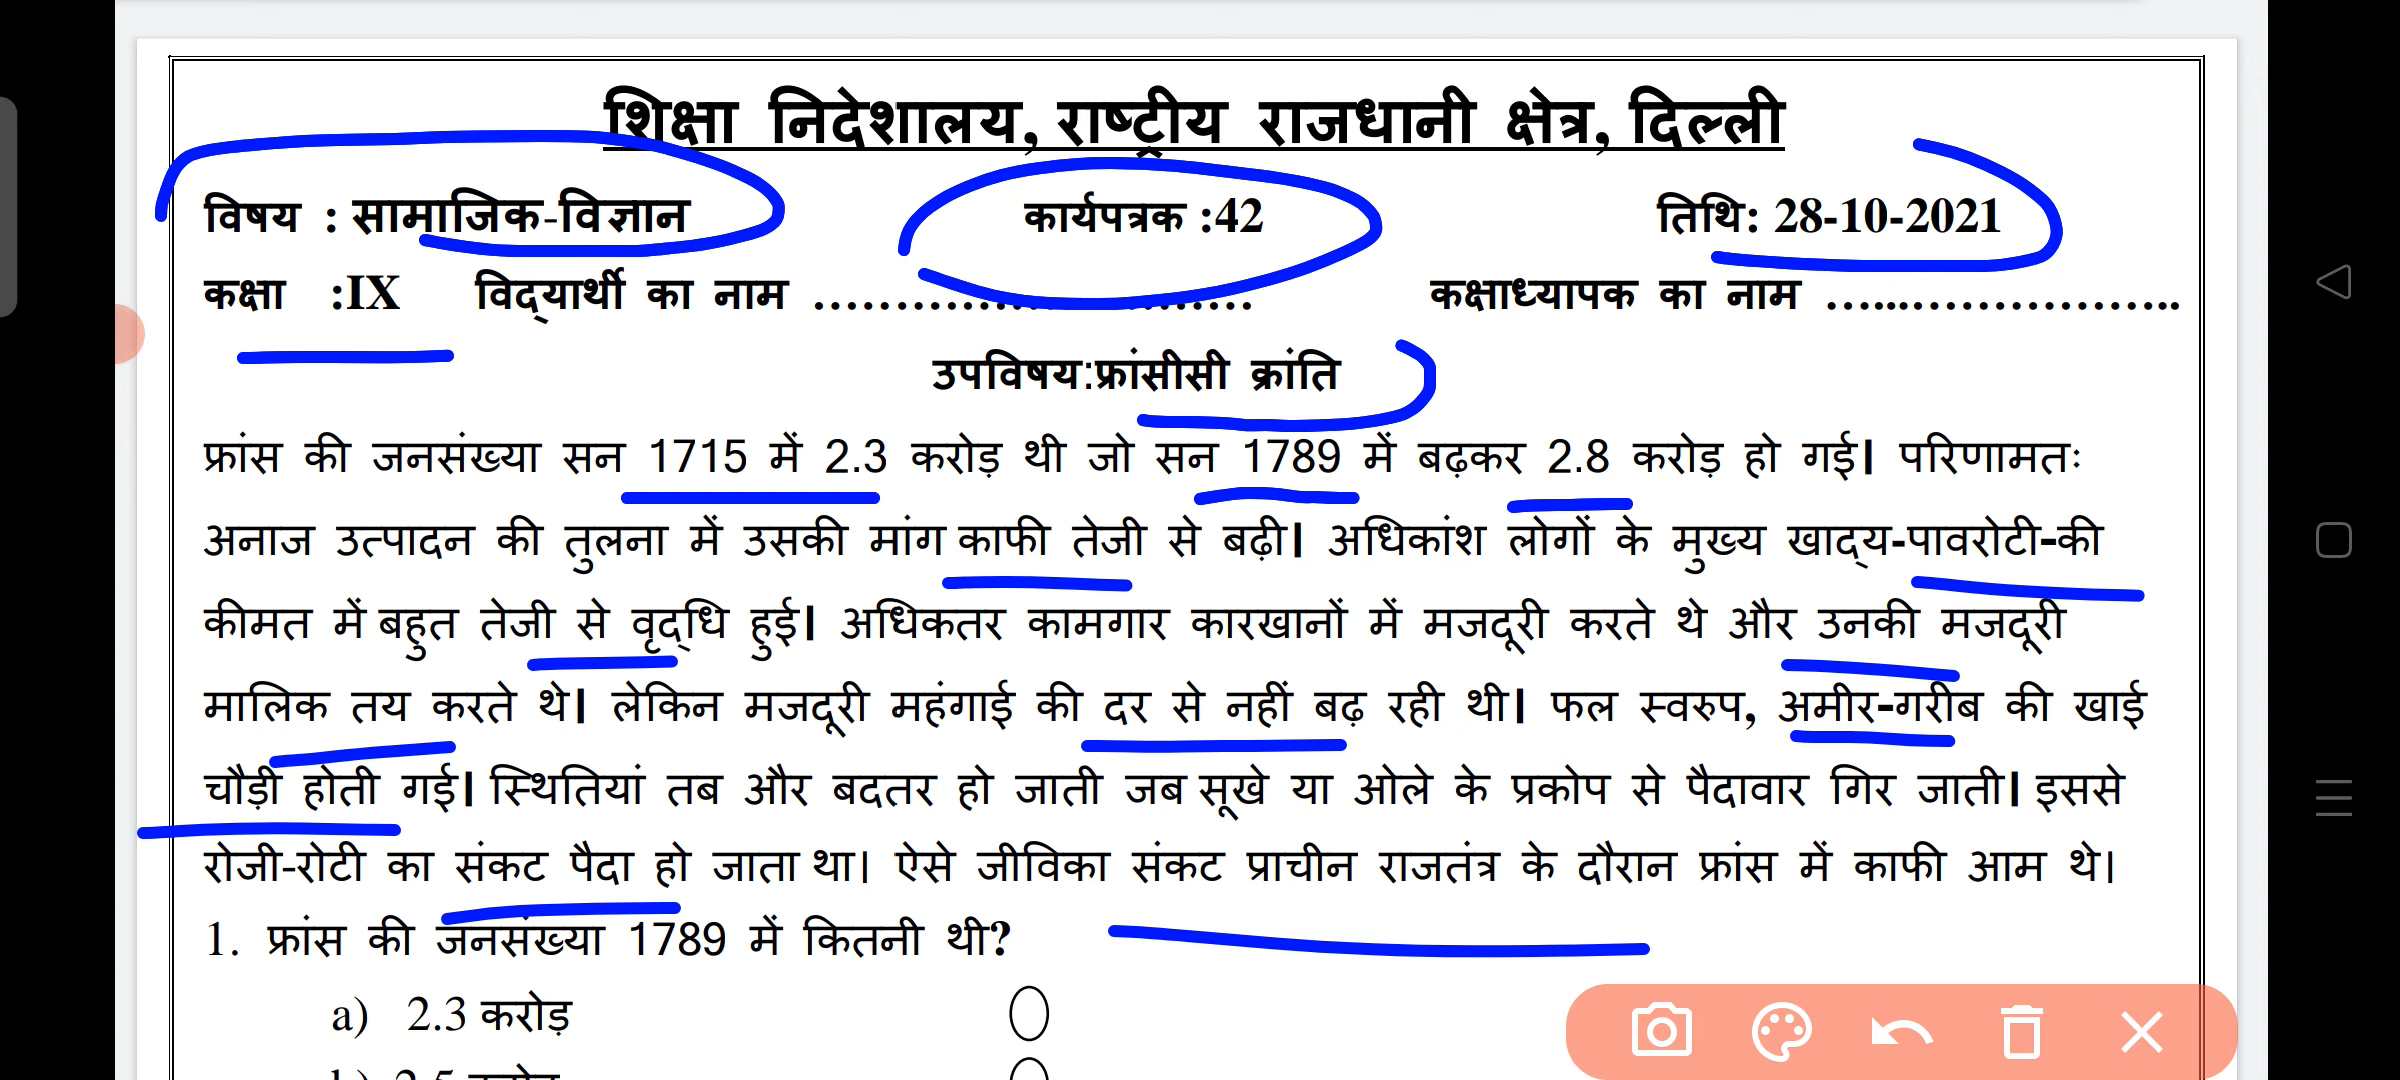 शिक्षा निदेशालय, राष्ट्रीय राजधानी क्षेत्र, दिल्ली
विषय : सामाजिक-विज्ञान कार्यपत्रक :42 तिथि: 28-10-2021
कक्षा :IX विद्यार्थी का नाम ........................... कक्षाध्यापक का नाम ........................
उपविषय:फ्रांसीसी क्रांति
फ्रांस की जनसंख्या सन 1715 में 2.3 करोड़ थी जो सन 1789 में बढ़कर 2.8 करोड़ हो गई। परिणामतः
अनाज उत्पादन की तुलना में उसकी मांग काफी तेजी से बढ़ी। अधिकांश लोगों के मुख्य खाद्य-पावरोटी-की
कीमत में बहुत तेजी से वृद्धि हुई। अधिकतर कामगार कारखानों में मजदूरी करते थे और उनकी मजदूरी
मालिक तय करते थे। लेकिन मजदूरी महंगाई की दर से नहीं बढ़ रही थी। फल स्वरुप, अमीर-गरीब की खाई
चौड़ी होती गई। स्थितियां तब और बदतर हो जाती जब सूखे या ओले के प्रकोप से पैदावार गिर जाती। इससे
रोजी-रोटी का संकट पैदा हो जाता था। ऐसे जीविका संकट प्राचीन राजतंत्र के दौरान फ्रांस में काफी आम थे।
1. फ्रांस की जनसंख्या 1789 में कितनी थी?
a) 2.3 करोड़